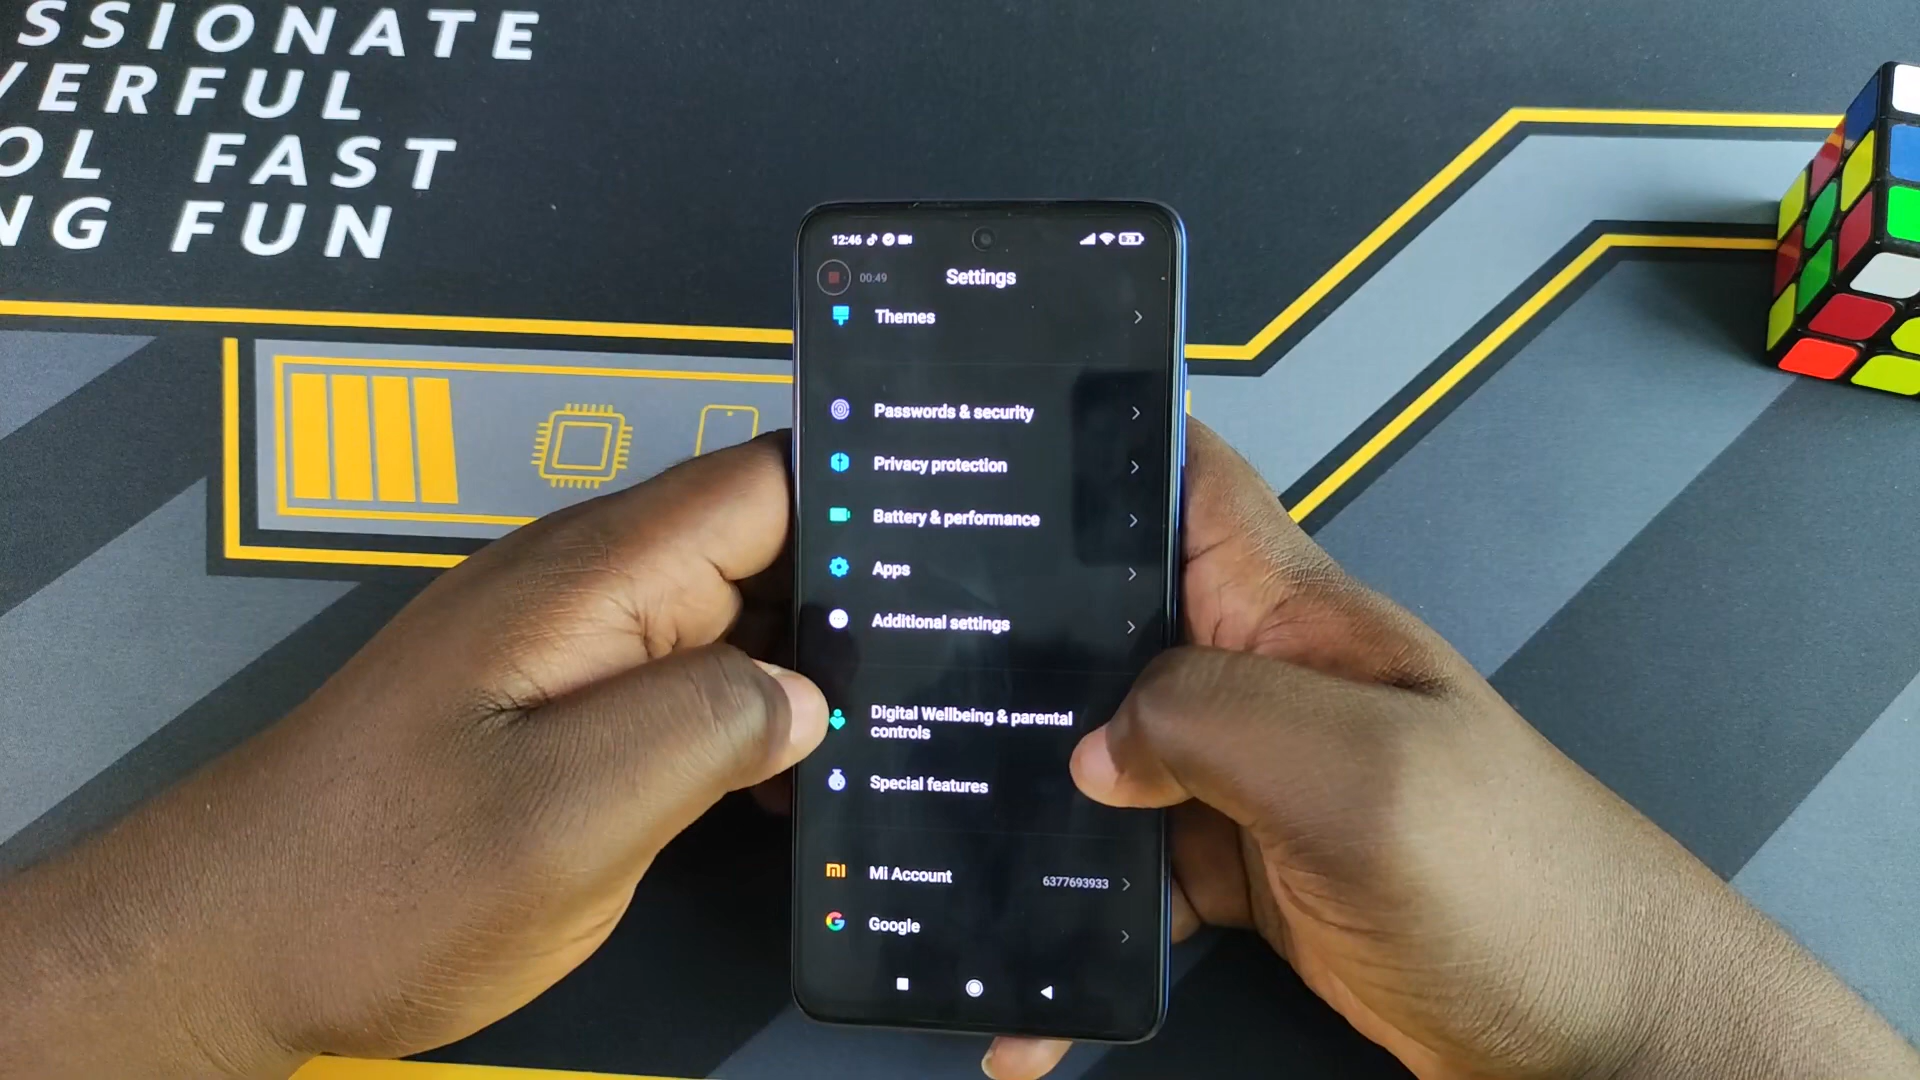 SSIONATE
VERFUL
OL FAST
NG FUN
12:46
00:49
Settings
Themes
Passwords & security
Privacy protection
Battery & performance
Apps
Additional settings
Digital Wellbeing & parental
controls
Special features
Mi Account 6377693933
Google